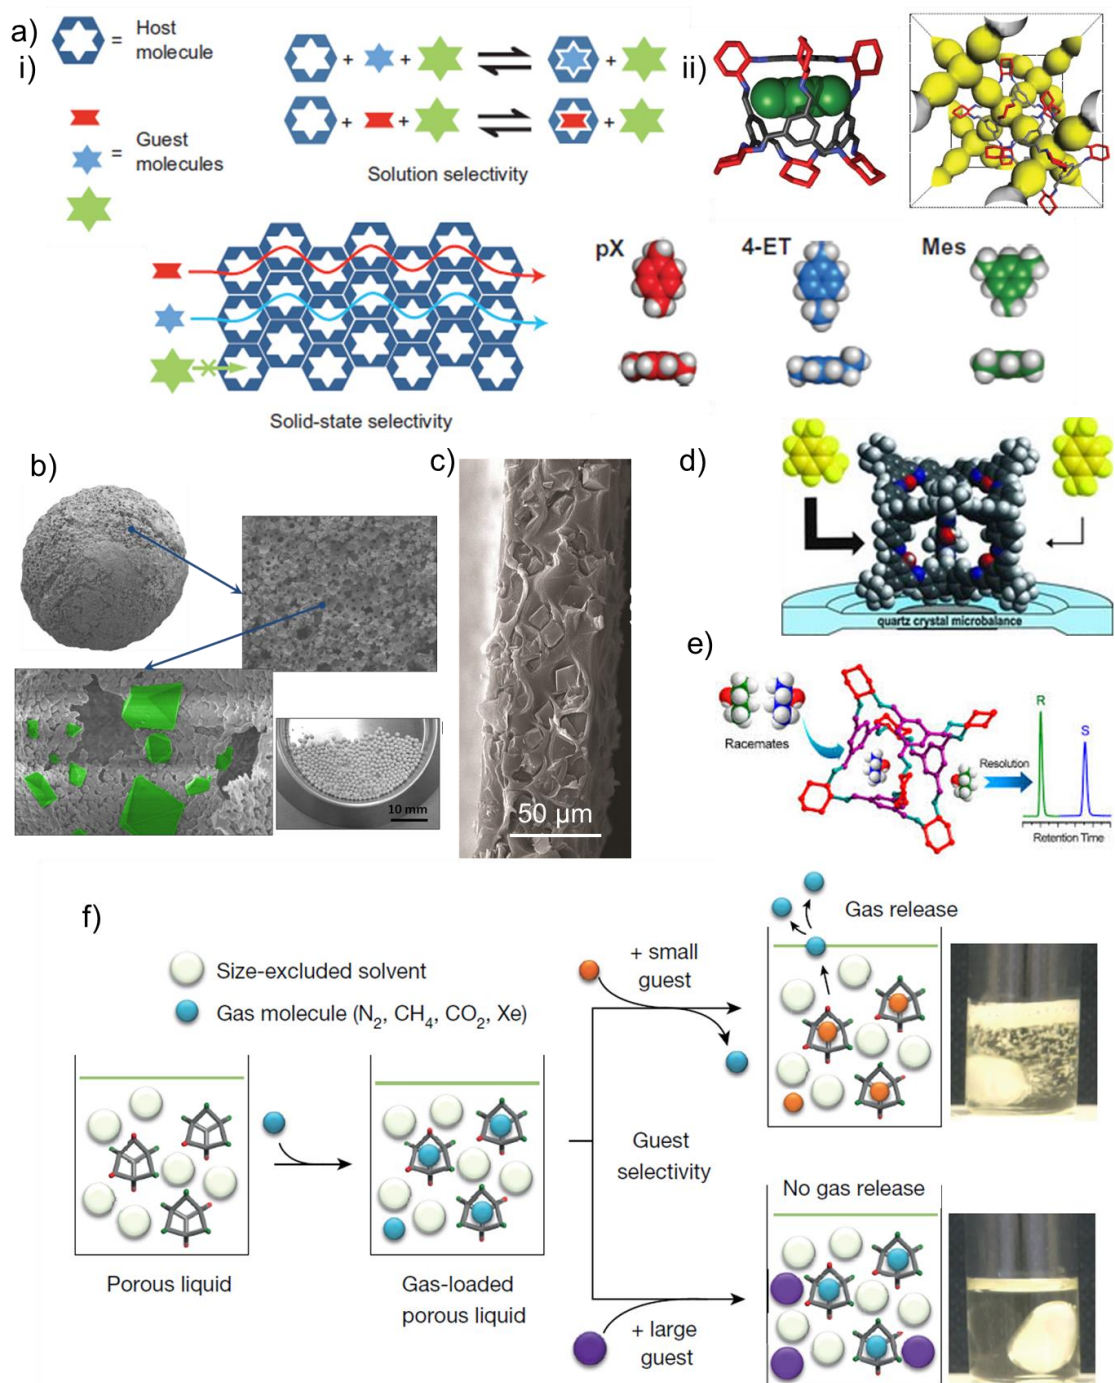 a)
i)
= Host
molecule
= Guest
molecules
+ + ⇌ +
+ + ⇌ +
Solution selectivity
Solid-state selectivity
ii)
pX 4-ET Mes
b)
10 mm
c)
50 µm
d)
quartz crystal microbalance
e)
Racemates
Resolution
R
S
Retention Time
f)
Size-excluded solvent
Gas molecule (N₂, CH₄, CO₂, Xe)
Porous liquid
Gas-loaded
porous liquid
+ small
guest
Guest
selectivity
+ large
guest
Gas release
No gas release